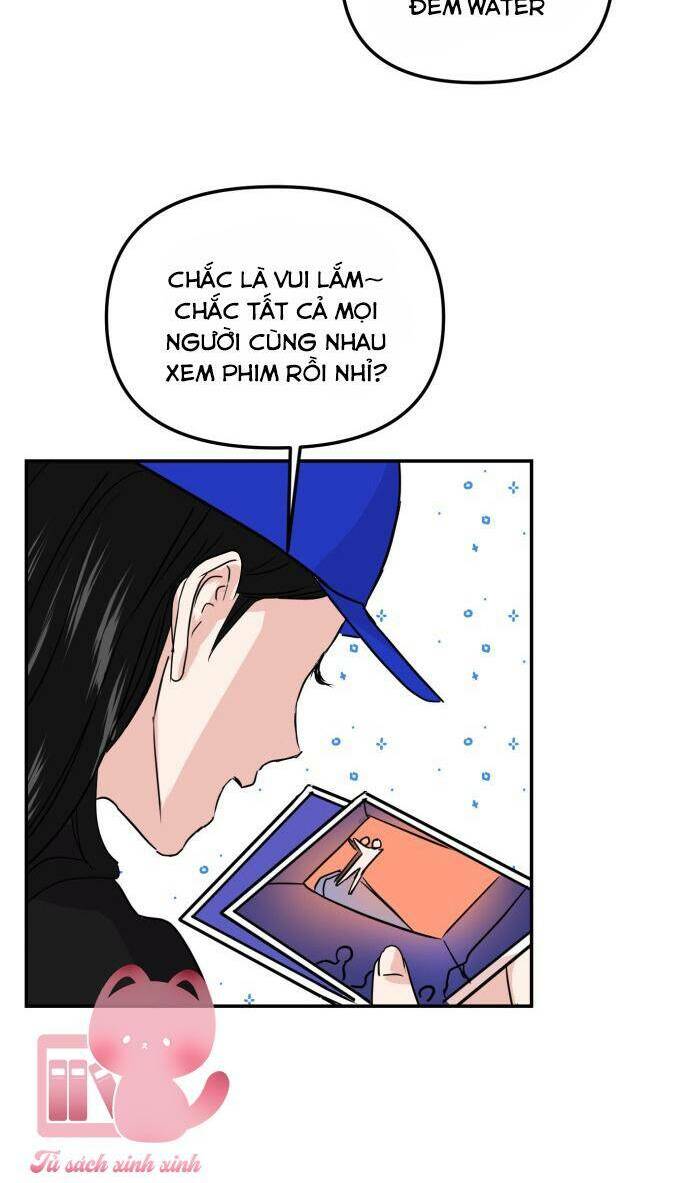 ĐÊM WATER
CHẮC LÀ VUI LẮM~
CHẮC TẤT CẢ MỌI
NGƯỜI CÙNG NHAU
XEM PHIM RỒI NHỈ?
Tủ sách xinh xinh